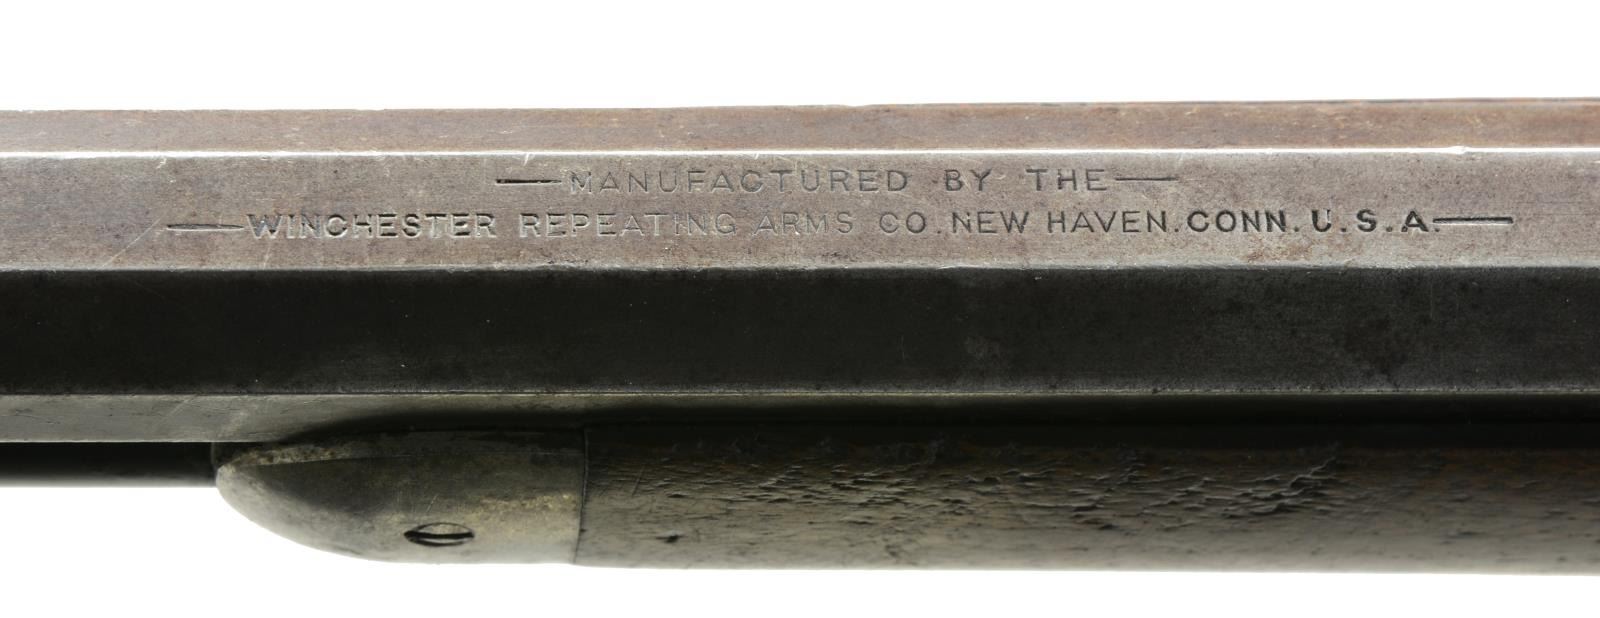 —MANUFACTURED BY THE—
—WINCHESTER REPEATING ARMS CO. NEW HAVEN. CONN. U.S.A.—